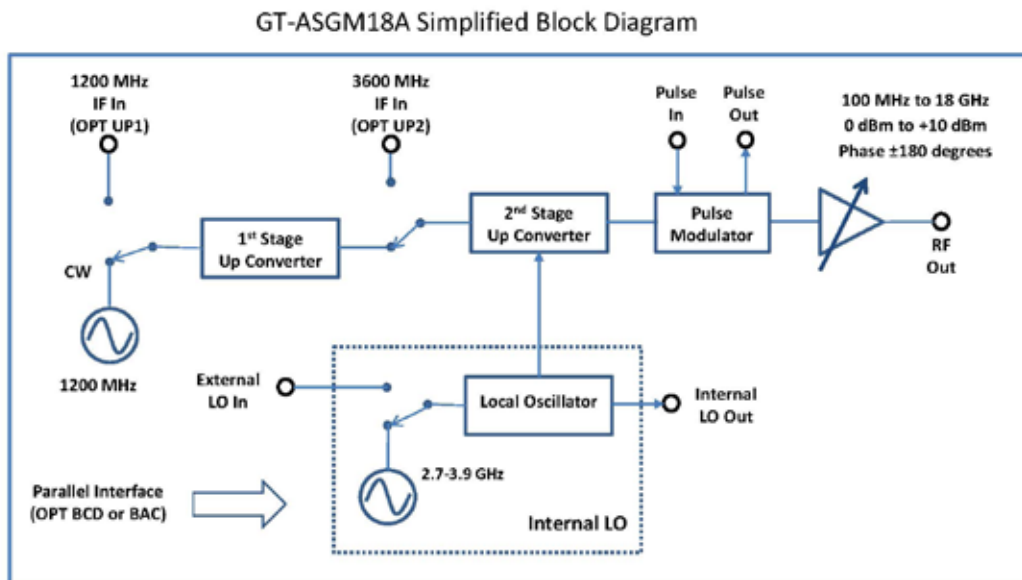 GT-ASGM18A Simplified Block Diagram
1200 MHz
IF In
(OPT UP1)
3600 MHz
IF In
(OPT UP2)
Pulse
In
Pulse
Out
100 MHz to 18 GHz
0 dBm to +10 dBm
Phase ±180 degrees
CW
1st Stage
Up Converter
2nd Stage
Up Converter
Pulse
Modulator
RF
Out
1200 MHz
External
LO In
Local Oscillator
Internal
LO Out
2.7-3.9 GHz
Parallel Interface
(OPT BCD or BAC)
Internal LO